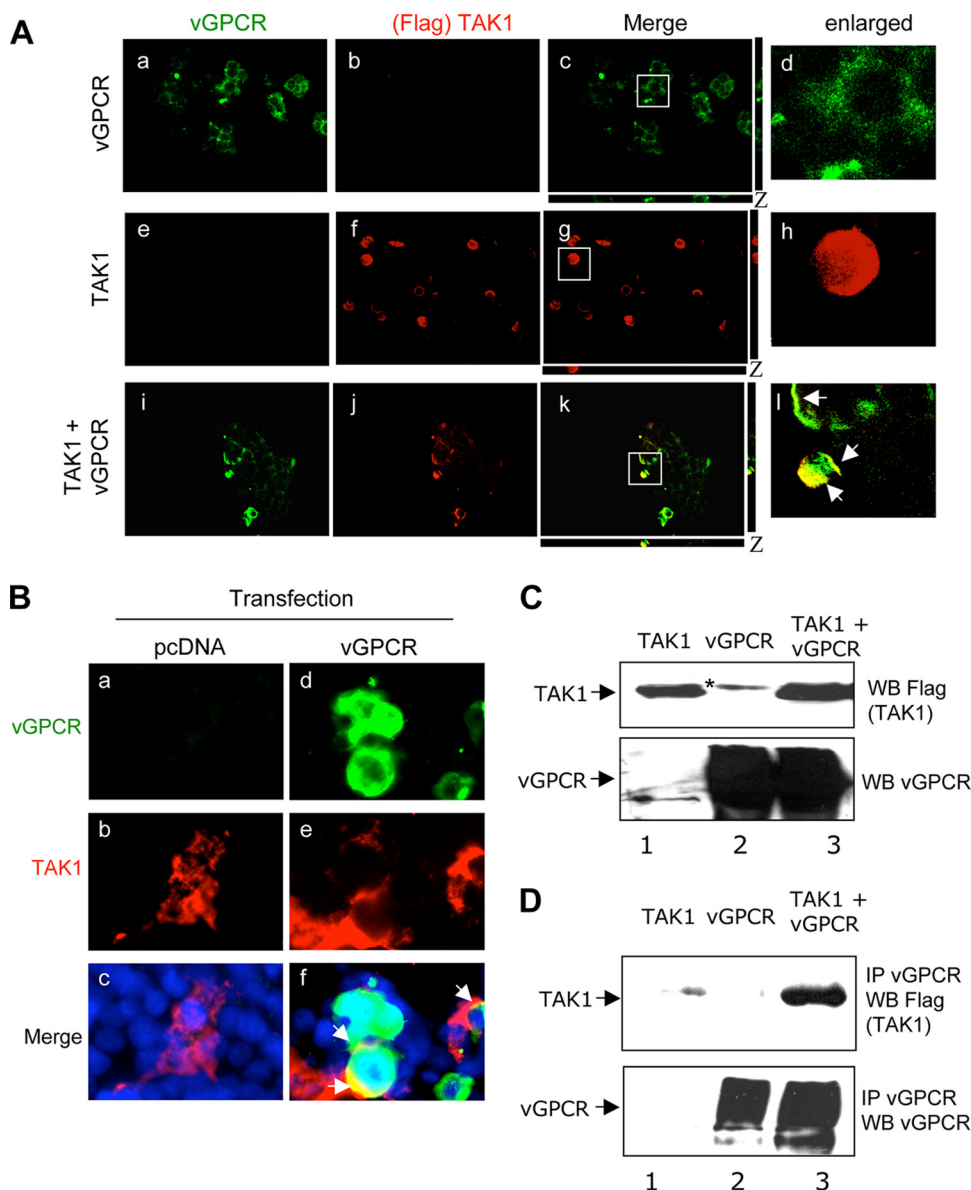 A
vGPCR
(Flag) TAK1
Merge
enlarged
vGPCR
a
b
c
d
Z
TAK1
e
f
g
h
Z
TAK1 +
vGPCR
i
j
k
l
Z
B
Transfection
pcDNA
vGPCR
vGPCR
a
d
TAK1
b
e
Merge
c
f
C
TAK1
vGPCR
TAK1 +
vGPCR
TAK1
*
WB Flag
(TAK1)
vGPCR
WB vGPCR
1
2
3
D
TAK1
vGPCR
TAK1 +
vGPCR
TAK1
IP vGPCR
WB Flag
(TAK1)
vGPCR
IP vGPCR
WB vGPCR
1
2
3